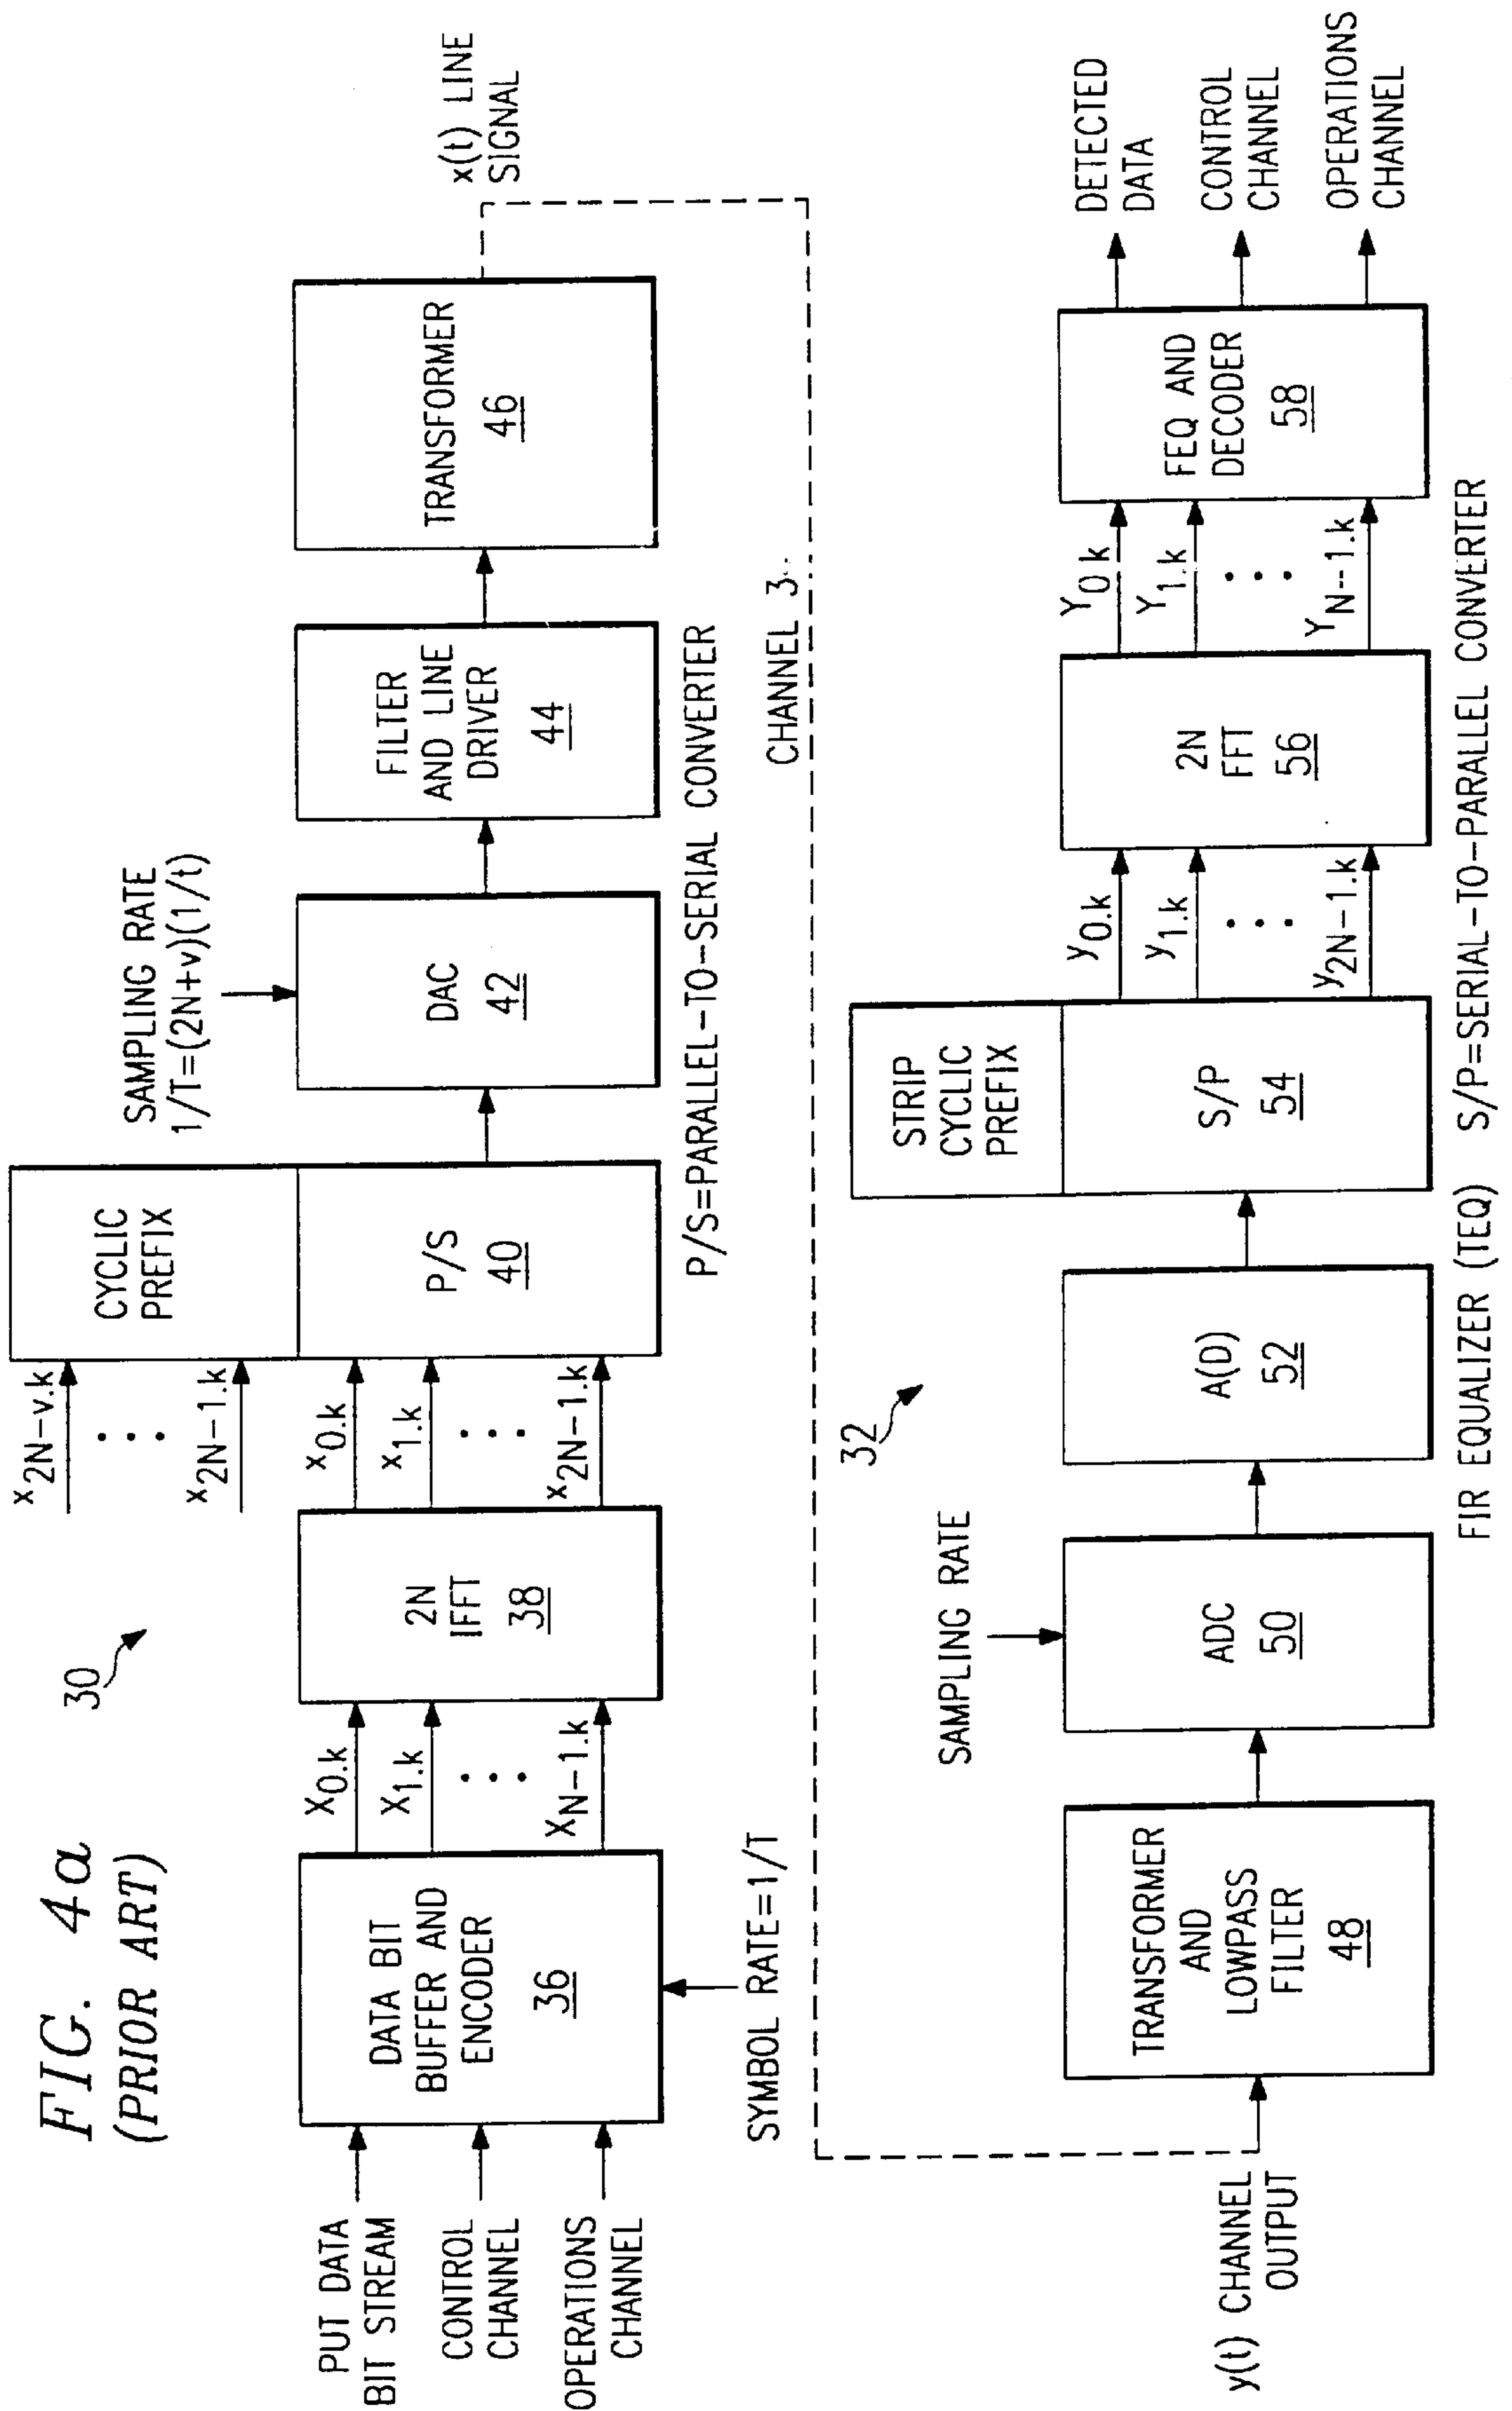 FIG. 4a
(PRIOR ART)
30
PUT DATA
BIT STREAM
CONTROL
CHANNEL
OPERATIONS
CHANNEL
DATA BIT
BUFFER AND
ENCODER
36
SYMBOL RATE=1/T
X0.k
X1.k
XN-1.k
2N
IFFT
38
x2N-v.k
x2N-1.k
x0.k
x1.k
x2N-1.k
CYCLIC
PREFIX
P/S
40
SAMPLING RATE
1/T=(2N+v)(1/t)
DAC
42
FILTER
AND LINE
DRIVER
44
TRANSFORMER
46
x(t) LINE
SIGNAL
P/S=PARALLEL-TO-SERIAL CONVERTER
CHANNEL 3
32
y(t) CHANNEL
OUTPUT
TRANSFORMER
AND
LOWPASS
FILTER
48
SAMPLING RATE
ADC
50
A(D)
52
STRIP
CYCLIC
PREFIX
S/P
54
y0.k
y1.k
y2N-1.k
2N
FFT
56
Y0 k
Y1.k
YN--1.k
FEQ AND
DECODER
58
DETECTED
DATA
CONTROL
CHANNEL
OPERATIONS
CHANNEL
FIR EQUALIZER (TEQ)
S/P=SERIAL-TO-PARALLEL CONVERTER